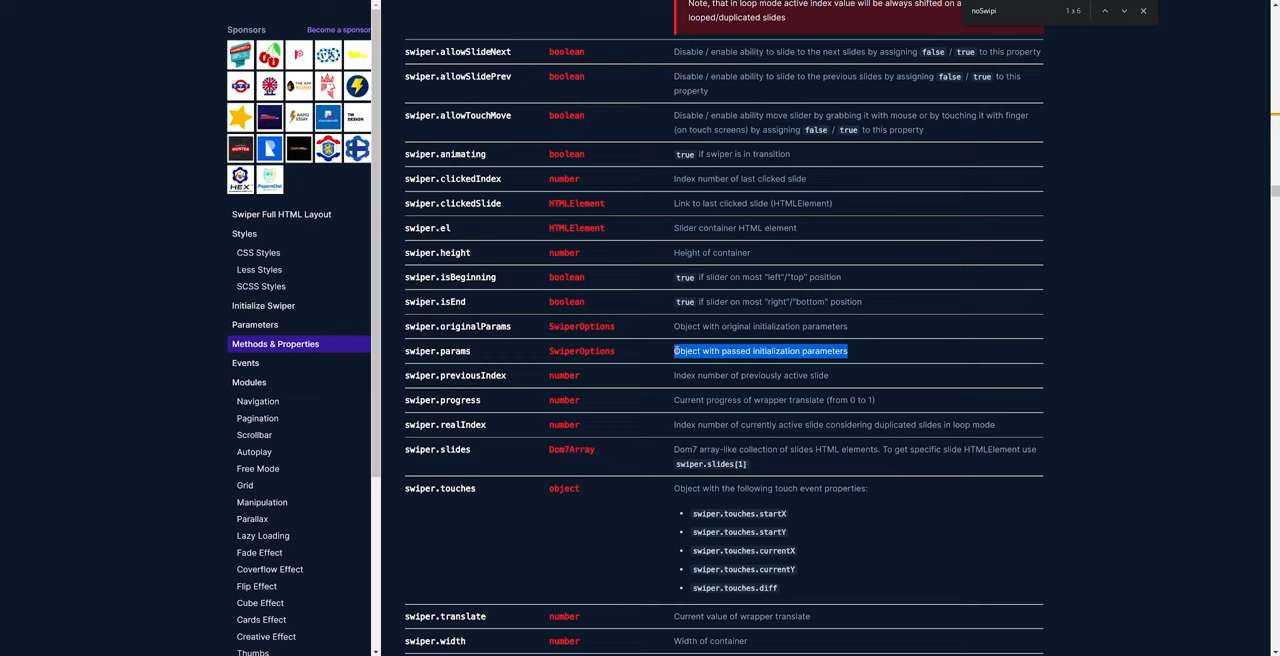 Note, that in loop mode active index value will be always shifted on a
looped/duplicated slides
noSwipi
1 з 6
Sponsors
Become a sponsor
THE APP
KONG
RAPID
ESSAY
TM
DESIGN
HUNTER
HEX
PapersOwl
Swiper Full HTML Layout
Styles
CSS Styles
Less Styles
SCSS Styles
Initialize Swiper
Parameters
Methods & Properties
Events
Modules
Navigation
Pagination
Scrollbar
Autoplay
Free Mode
Grid
Manipulation
Parallax
Lazy Loading
Fade Effect
Coverflow Effect
Flip Effect
Cube Effect
Cards Effect
Creative Effect
Thumbs
swiper.allowSlideNext boolean Disable / enable ability to slide to the next slides by assigning false / true to this property
swiper.allowSlidePrev boolean Disable / enable ability to slide to the previous slides by assigning false / true to this
property
swiper.allowTouchMove boolean Disable / enable ability move slider by grabbing it with mouse or by touching it with finger
(on touch screens) by assigning false / true to this property
swiper.animating boolean true if swiper is in transition
swiper.clickedIndex number Index number of last clicked slide
swiper.clickedSlide HTMLElement Link to last clicked slide (HTMLElement)
swiper.el HTMLElement Slider container HTML element
swiper.height number Height of container
swiper.isBeginning boolean true if slider on most "left"/"top" position
swiper.isEnd boolean true if slider on most "right"/"bottom" position
swiper.originalParams SwiperOptions Object with original initialization parameters
swiper.params SwiperOptions Object with passed initialization parameters
swiper.previousIndex number Index number of previously active slide
swiper.progress number Current progress of wrapper translate (from 0 to 1)
swiper.realIndex number Index number of currently active slide considering duplicated slides in loop mode
swiper.slides Dom7Array Dom7 array-like collection of slides HTML elements. To get specific slide HTMLElement use
swiper.slides[1]
swiper.touches object Object with the following touch event properties:
• swiper.touches.startX
• swiper.touches.startY
• swiper.touches.currentX
• swiper.touches.currentY
• swiper.touches.diff
swiper.translate number Current value of wrapper translate
swiper.width number Width of container